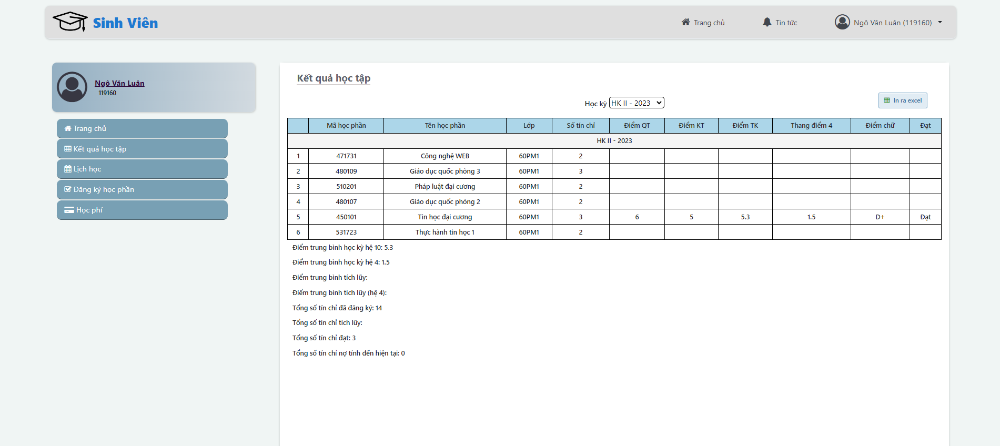 Sinh Viên
Trang chủ
Tin tức
Ngô Văn Luân (119160)
Ngô Văn Luân
119160
Trang chủ
Kết quả học tập
Lịch học
Đăng ký học phần
Học phí
Kết quả học tập
Học kỳ HK II - 2023
In ra excel
Mã học phần Tên học phần Lớp Số tín chỉ Điểm QT Điểm KT Điểm TK Thang điểm 4 Điểm chữ Đạt
HK II - 2023
1 471731 Công nghệ WEB 60PM1 2
2 480109 Giáo dục quốc phòng 3 60PM1 3
3 510201 Pháp luật đại cương 60PM1 2
4 480107 Giáo dục quốc phòng 2 60PM1 2
5 450101 Tin học đại cương 60PM1 3 6 5 5.3 1.5 D+ Đạt
6 531723 Thực hành tin học 1 60PM1 2
Điểm trung bình học kỳ hệ 10: 5.3
Điểm trung bình học kỳ hệ 4: 1.5
Điểm trung bình tích lũy:
Điểm trung bình tích lũy (hệ 4):
Tổng số tín chỉ đã đăng ký: 14
Tổng số tín chỉ tích lũy:
Tổng số tín chỉ đạt: 3
Tổng số tín chỉ nợ tính đến hiện tại: 0